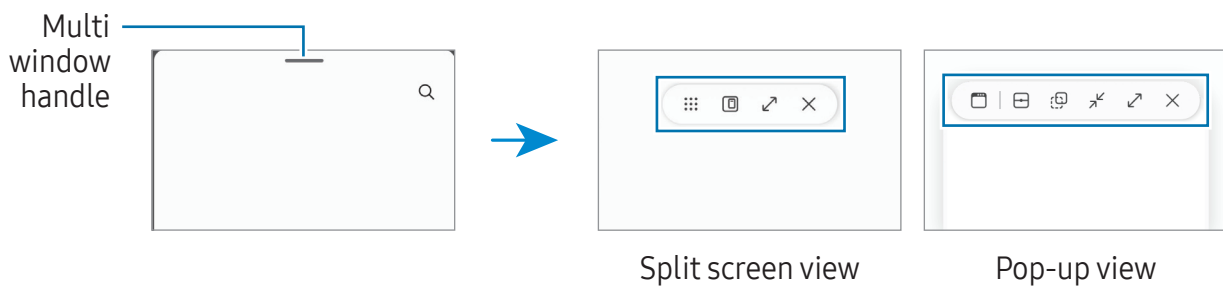 Multi
window
handle
Split screen view
Pop-up view